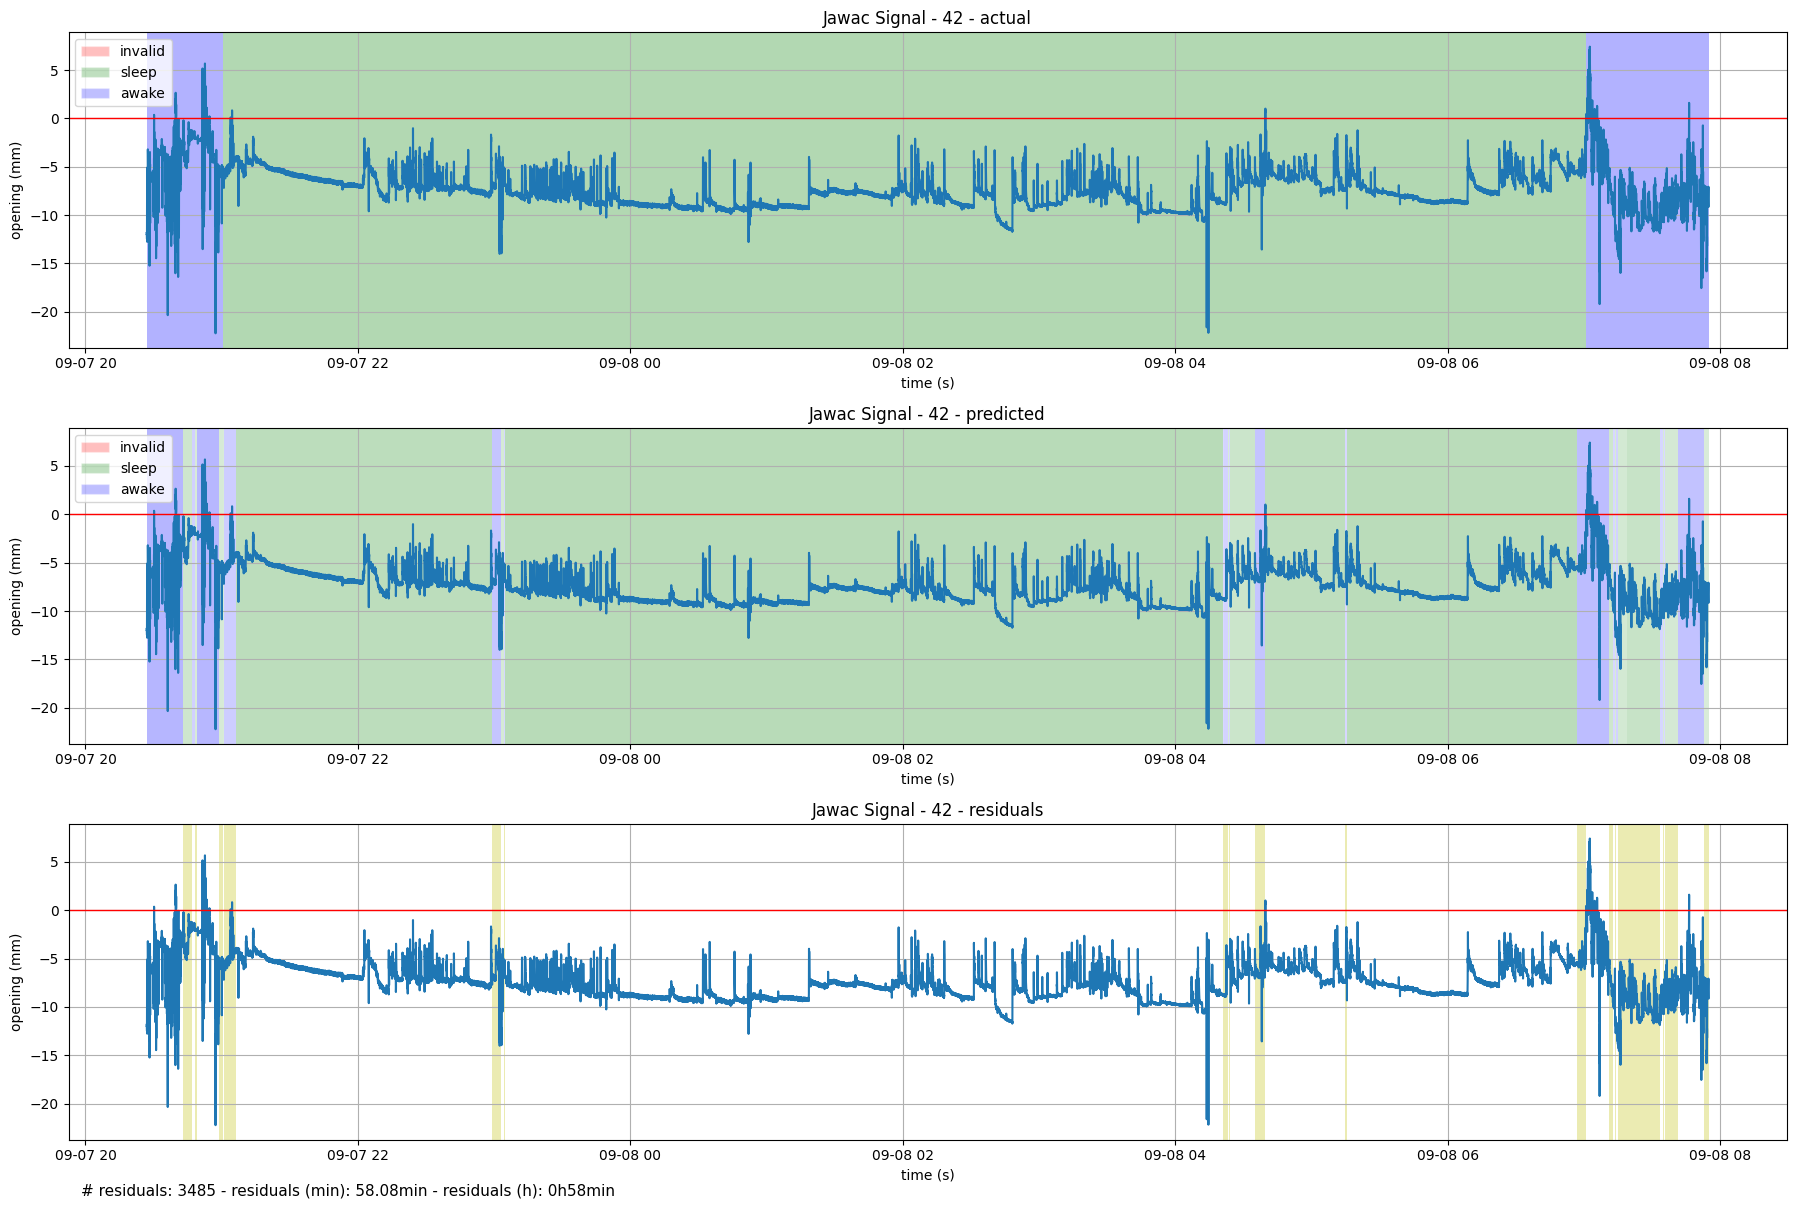 Jawac Signal - 42 - actual
invalid
sleep
awake
5
0
−5
−10
−15
−20
opening (mm)
09-07 20 09-07 22 09-08 00 09-08 02 09-08 04 09-08 06 09-08 08
time (s)
Jawac Signal - 42 - predicted
invalid
sleep
awake
5
0
−5
−10
−15
−20
opening (mm)
09-07 20 09-07 22 09-08 00 09-08 02 09-08 04 09-08 06 09-08 08
time (s)
Jawac Signal - 42 - residuals
5
0
−5
−10
−15
−20
opening (mm)
09-07 20 09-07 22 09-08 00 09-08 02 09-08 04 09-08 06 09-08 08
time (s)
# residuals: 3485 - residuals (min): 58.08min - residuals (h): 0h58min